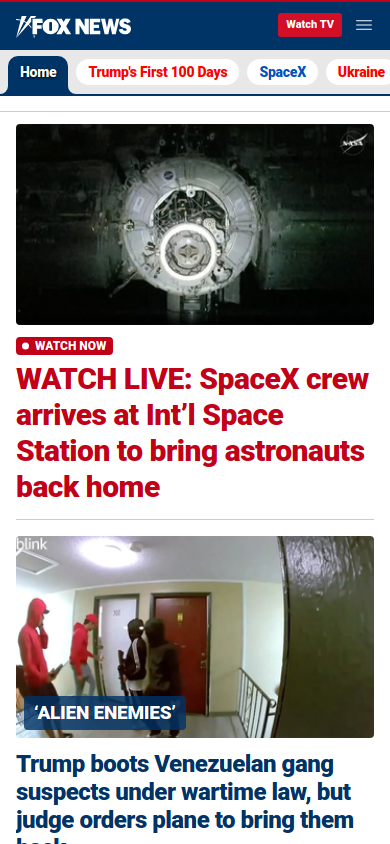 FOX NEWS
Watch TV
Home
Trump's First 100 Days
SpaceX
Ukraine
NASA
WATCH NOW
WATCH LIVE: SpaceX crew
arrives at Int’l Space
Station to bring astronauts
back home
blink
‘ALIEN ENEMIES’
Trump boots Venezuelan gang
suspects under wartime law, but
judge orders plane to bring them
back